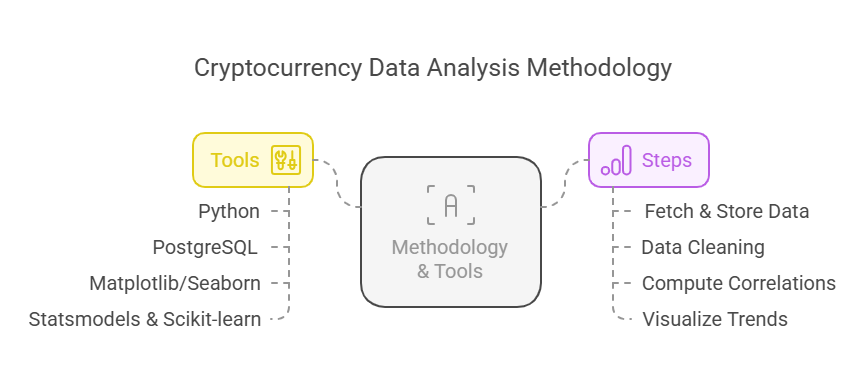 Cryptocurrency Data Analysis Methodology
Tools
Python
PostgreSQL
Matplotlib/Seaborn
Statsmodels & Scikit-learn
A
Methodology
& Tools
Steps
Fetch & Store Data
Data Cleaning
Compute Correlations
Visualize Trends